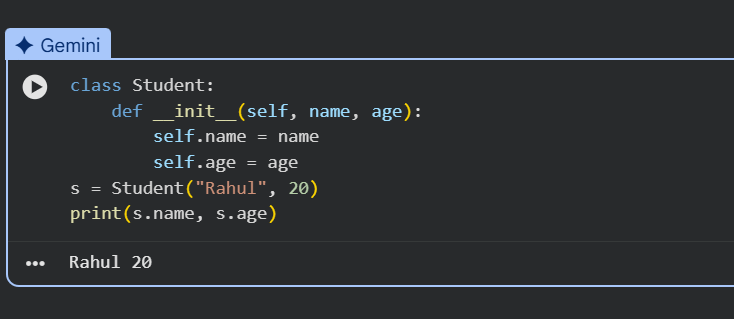 Gemini
class Student:
    def __init__(self, name, age):
        self.name = name
        self.age = age
s = Student("Rahul", 20)
print(s.name, s.age)
Rahul 20